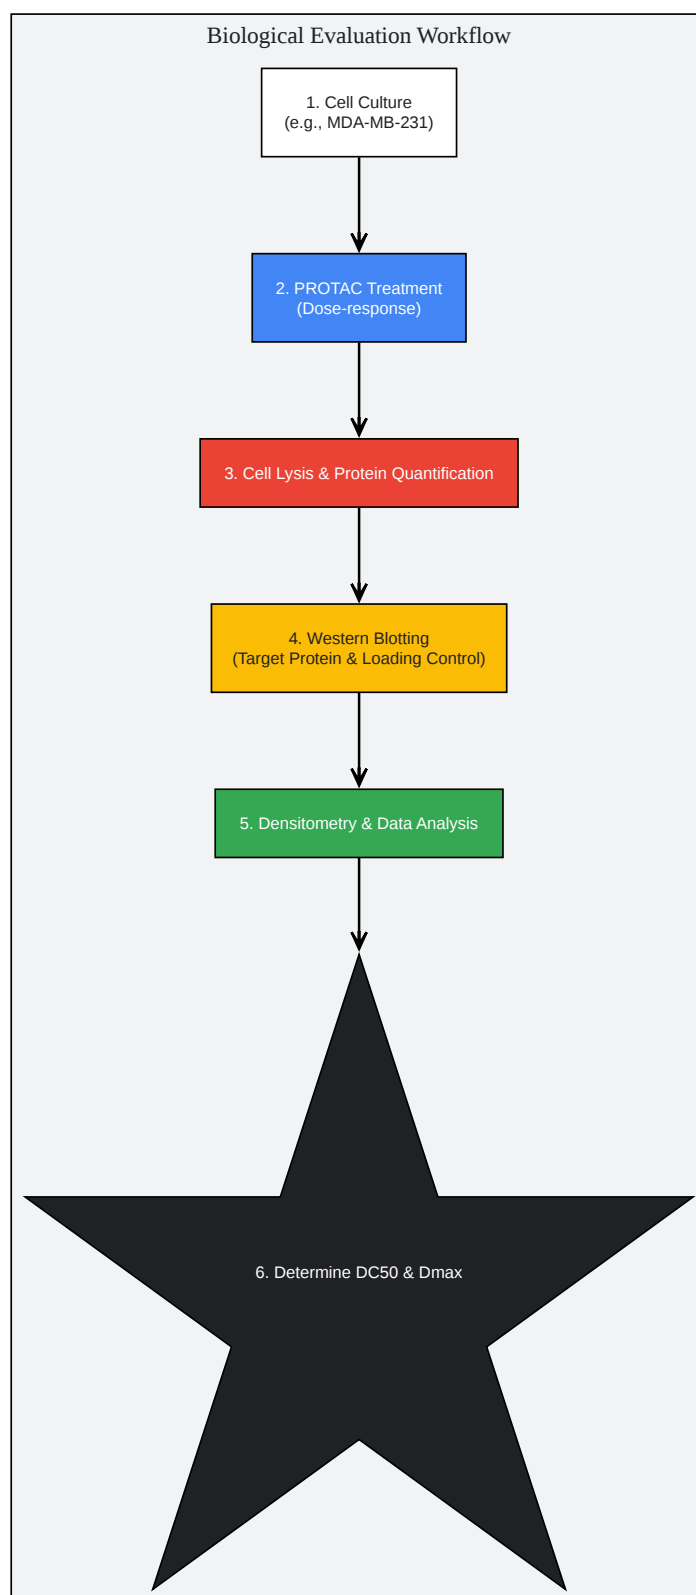 Biological Evaluation Workflow
1. Cell Culture
(e.g., MDA-MB-231)
2. PROTAC Treatment
(Dose-response)
3. Cell Lysis & Protein Quantification
4. Western Blotting
(Target Protein & Loading Control)
5. Densitometry & Data Analysis
6. Determine DC50 & Dmax